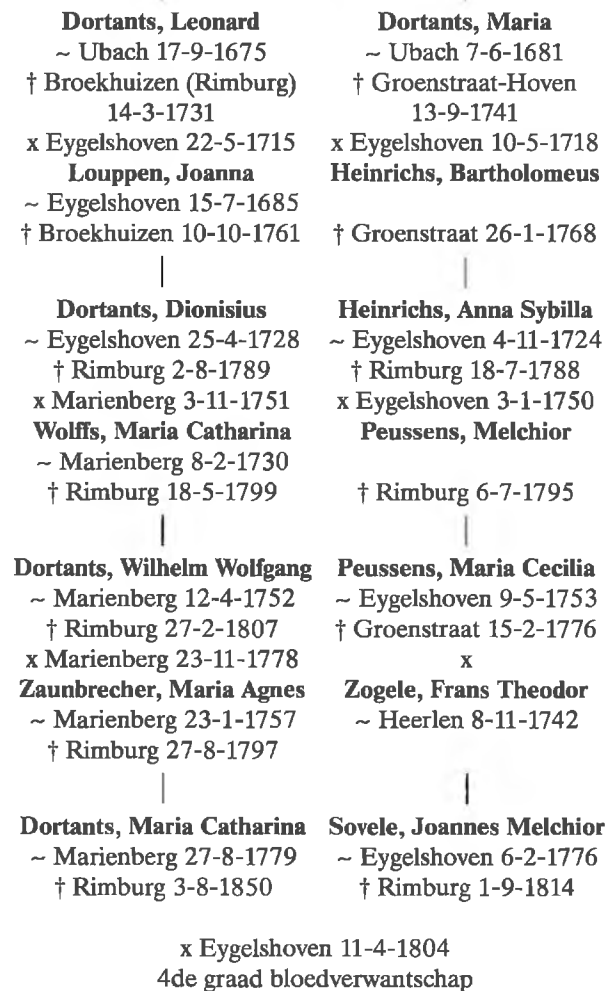 Dortants, Leonard
~ Ubach 17-9-1675
† Broekhuizen (Rimburg)
14-3-1731
x Eygelshoven 22-5-1715
Louppen, Joanna
~ Eygelshoven 15-7-1685
† Broekhuizen 10-10-1761
Dortants, Dionisius
~ Eygelshoven 25-4-1728
† Rimburg 2-8-1789
x Marienberg 3-11-1751
Wolffs, Maria Catharina
~ Marienberg 8-2-1730
† Rimburg 18-5-1799
Dortants, Wilhelm Wolfgang
~ Marienberg 12-4-1752
† Rimburg 27-2-1807
x Marienberg 23-11-1778
Zaunbrecher, Maria Agnes
~ Marienberg 23-1-1757
† Rimburg 27-8-1797
Dortants, Maria Catharina
~ Marienberg 27-8-1779
† Rimburg 3-8-1850
Dortants, Maria
~ Ubach 7-6-1681
† Groenstraat-Hoven
13-9-1741
x Eygelshoven 10-5-1718
Heinrichs, Bartholomeus
† Groenstraat 26-1-1768
Heinrichs, Anna Sybilla
~ Eygelshoven 4-11-1724
† Rimburg 18-7-1788
x Eygelshoven 3-1-1750
Peussens, Melchior
† Rimburg 6-7-1795
Peussens, Maria Cecilia
~ Eygelshoven 9-5-1753
† Groenstraat 15-2-1776
x
Zogele, Frans Theodor
~ Heerlen 8-11-1742
Sovele, Joannes Melchior
~ Eygelshoven 6-2-1776
† Rimburg 1-9-1814
x Eygelshoven 11-4-1804
4de graad bloedverwantschap